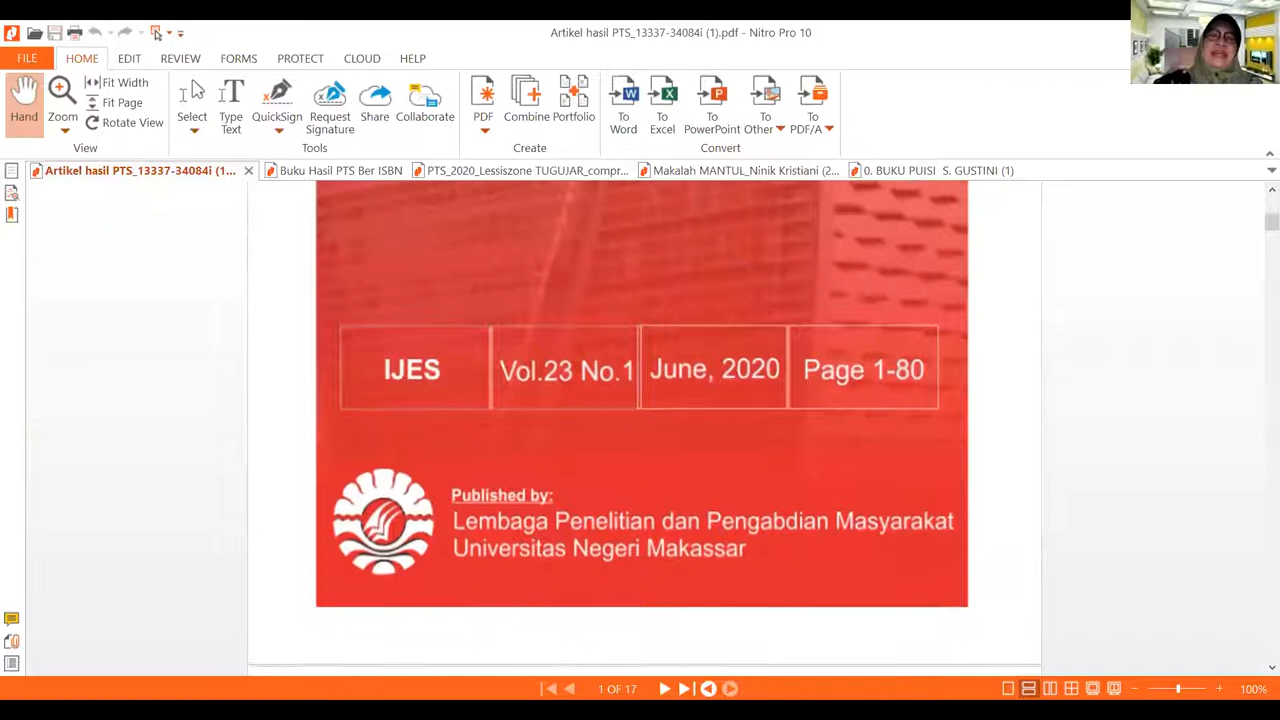 Artikel hasil PTS_13337-34084i (1).pdf - Nitro Pro 10
FILE HOME EDIT REVIEW FORMS PROTECT CLOUD HELP
Hand
Zoom
Fit Width
Fit Page
Rotate View
View
Select
Type Text
QuickSign
Request Signature
Share
Collaborate
Tools
PDF
Combine
Portfolio
Create
To Word
To Excel
To PowerPoint
To Other
To PDF/A
Convert
Artikel hasil PTS_13337-34084i (1...
Buku Hasil PTS Ber ISBN
PTS_2020_Lessiszone TUGUJAR_compr...
Makalah MANTUL_Ninik Kristiani (2...
0. BUKU PUISI S. GUSTINI (1)
IJES
Vol.23 No.1
June, 2020
Page 1-80
Published by:
Lembaga Penelitian dan Pengabdian Masyarakat
Universitas Negeri Makassar
1 OF 17
100%